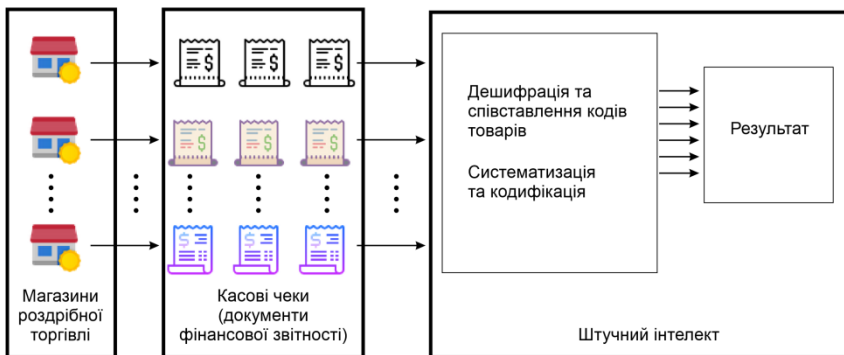 Дешифрація та
співставлення кодів
товарів
Систематизація
та кодифікація
Результат
Магазини
роздрібної
торгівлі
Касові чеки
(документи
фінансової звітності)
Штучний інтелект